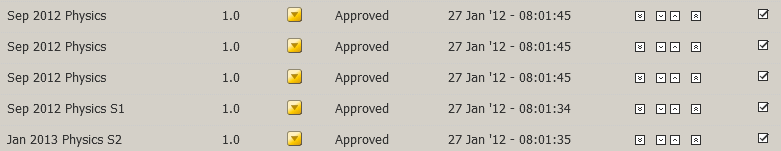 Sep 2012 Physics 1.0 Approved 27 Jan '12 - 08:01:45
Sep 2012 Physics 1.0 Approved 27 Jan '12 - 08:01:45
Sep 2012 Physics 1.0 Approved 27 Jan '12 - 08:01:45
Sep 2012 Physics S1 1.0 Approved 27 Jan '12 - 08:01:34
Jan 2013 Physics S2 1.0 Approved 27 Jan '12 - 08:01:35